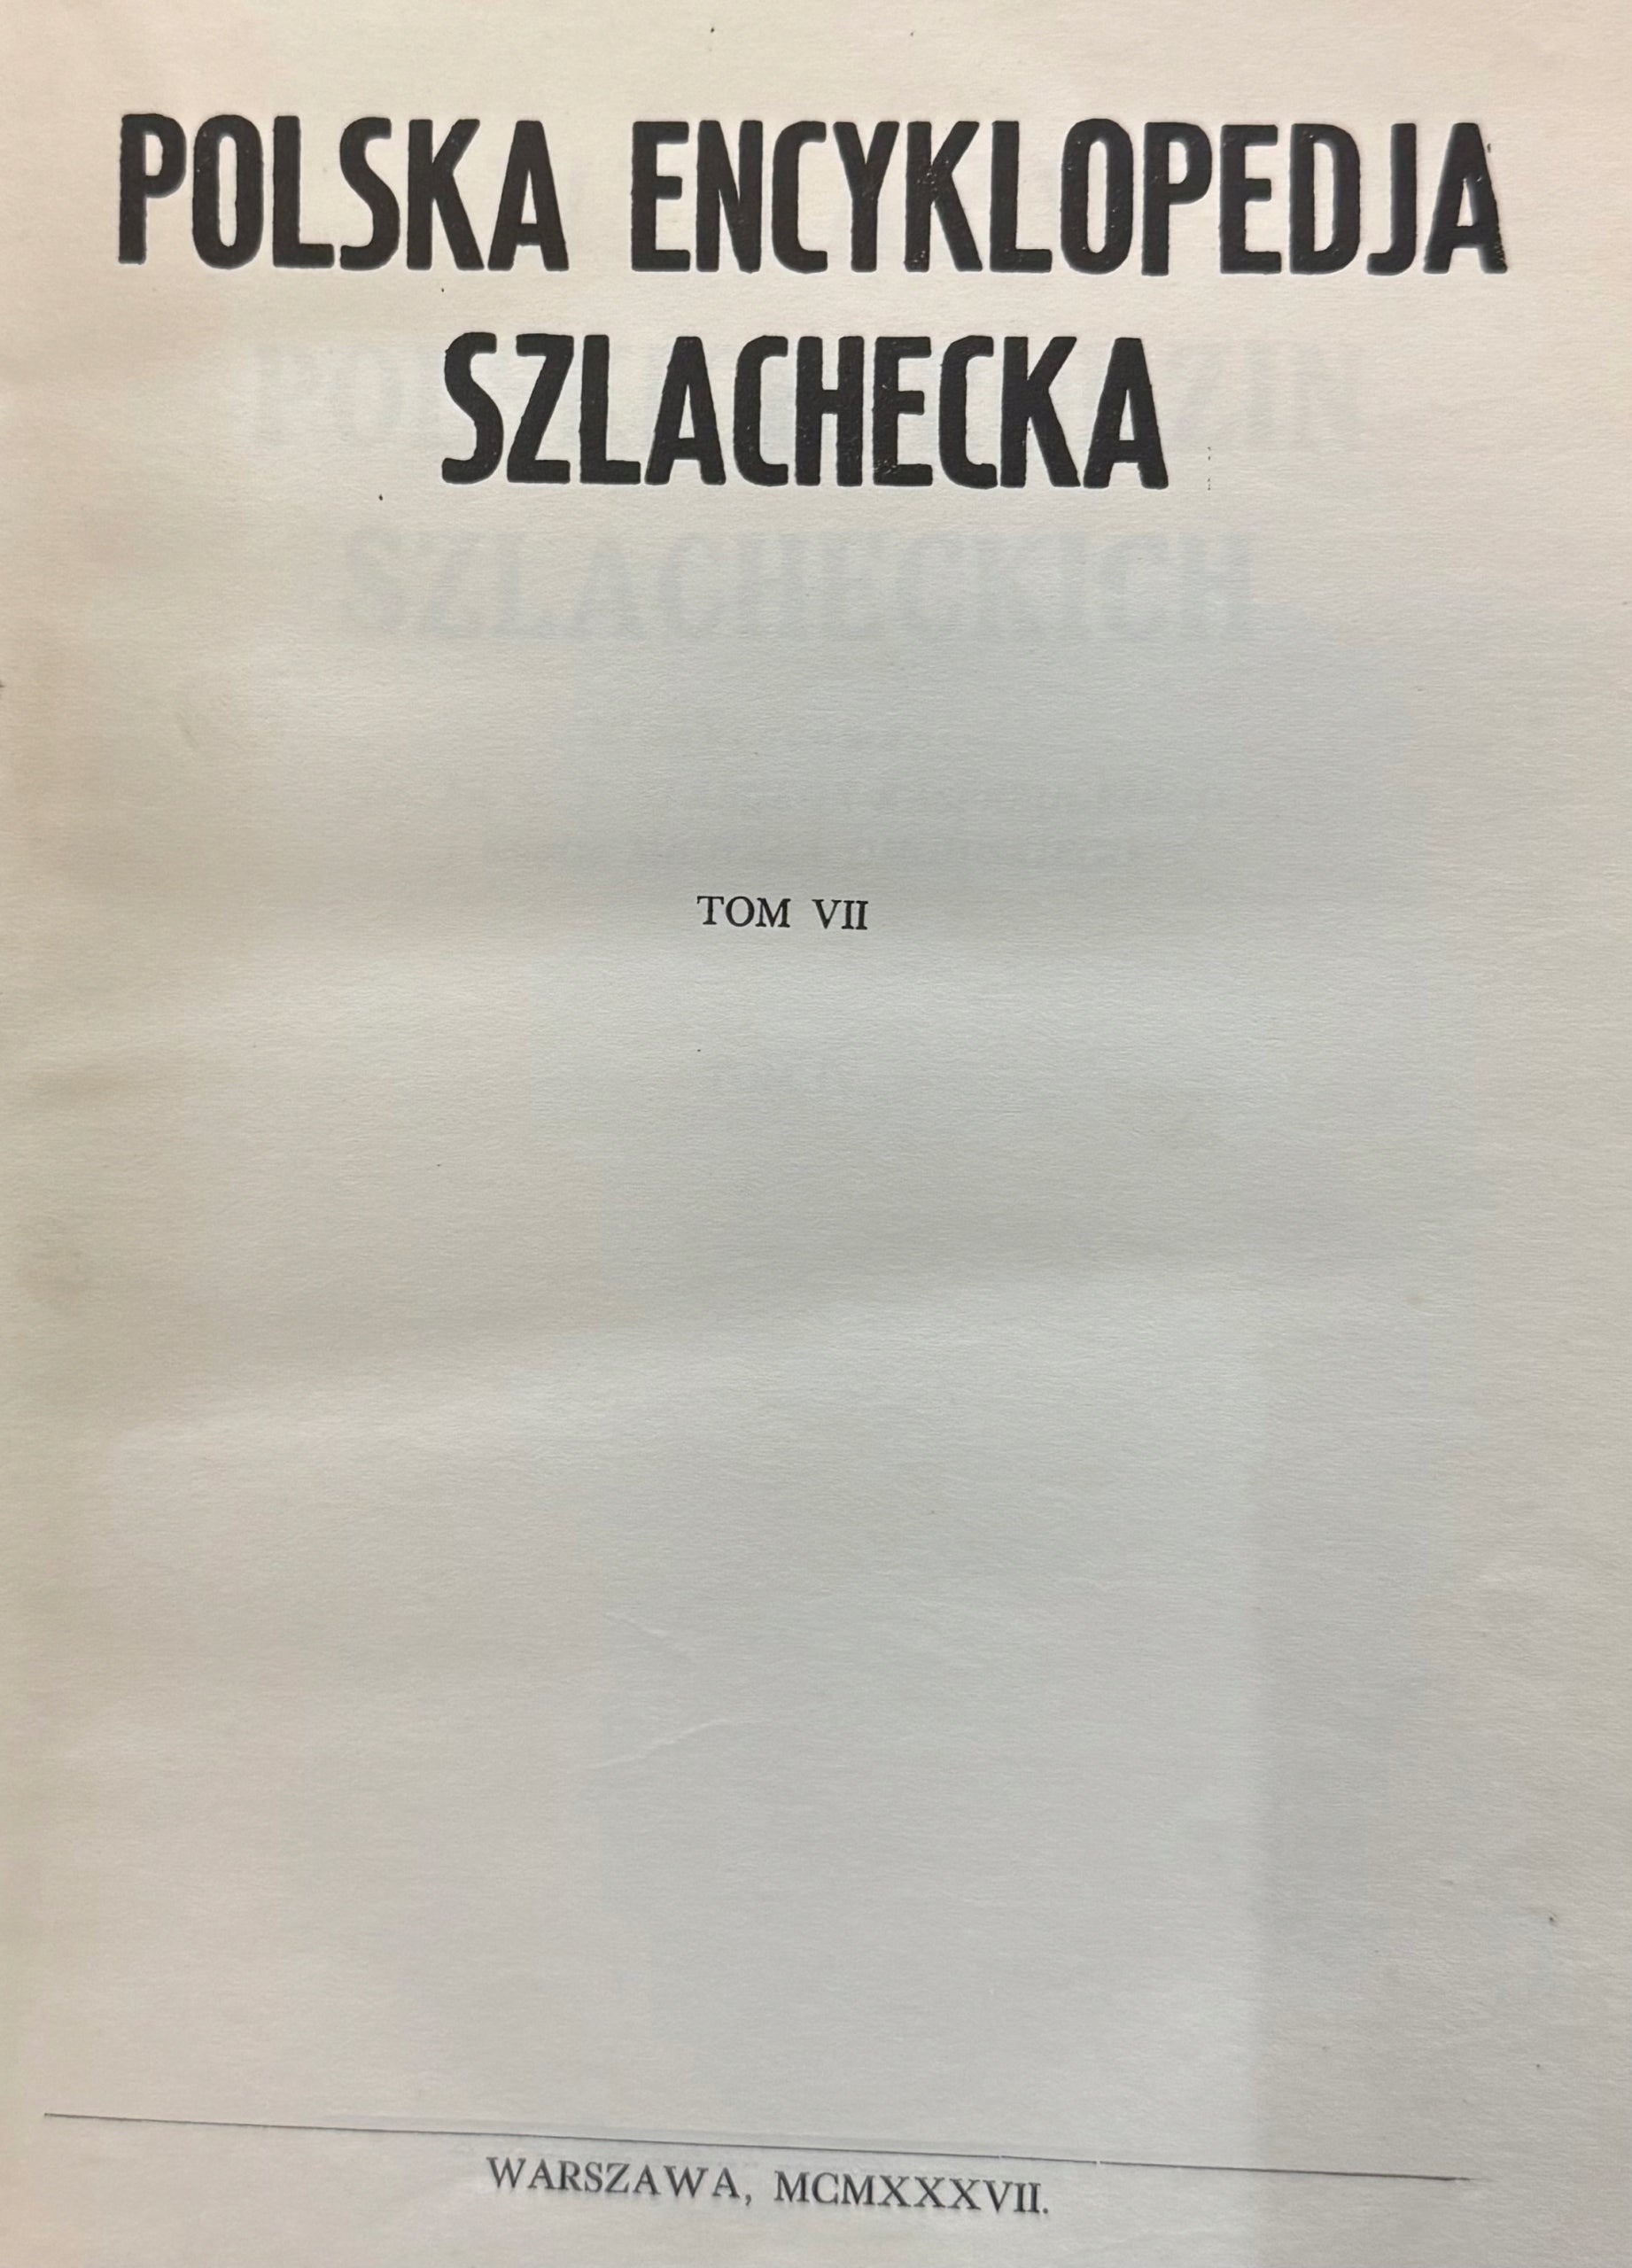 POLSKA ENCYKLOPEDJA
SZLACHECKA
TOM VII
WARSZAWA, MCMXXXVII.